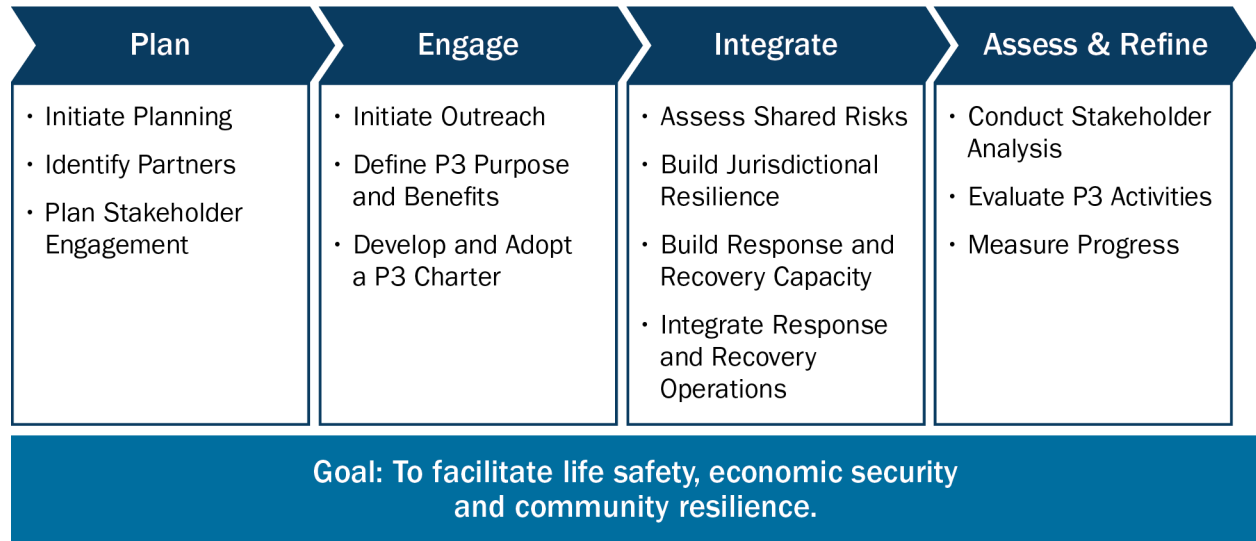 Plan
· Initiate Planning
· Identify Partners
· Plan Stakeholder
Engagement
Engage
· Initiate Outreach
· Define P3 Purpose
and Benefits
· Develop and Adopt
a P3 Charter
Integrate
· Assess Shared Risks
· Build Jurisdictional
Resilience
· Build Response and
Recovery Capacity
· Integrate Response
and Recovery
Operations
Assess & Refine
· Conduct Stakeholder
Analysis
· Evaluate P3 Activities
· Measure Progress
Goal: To facilitate life safety, economic security
and community resilience.